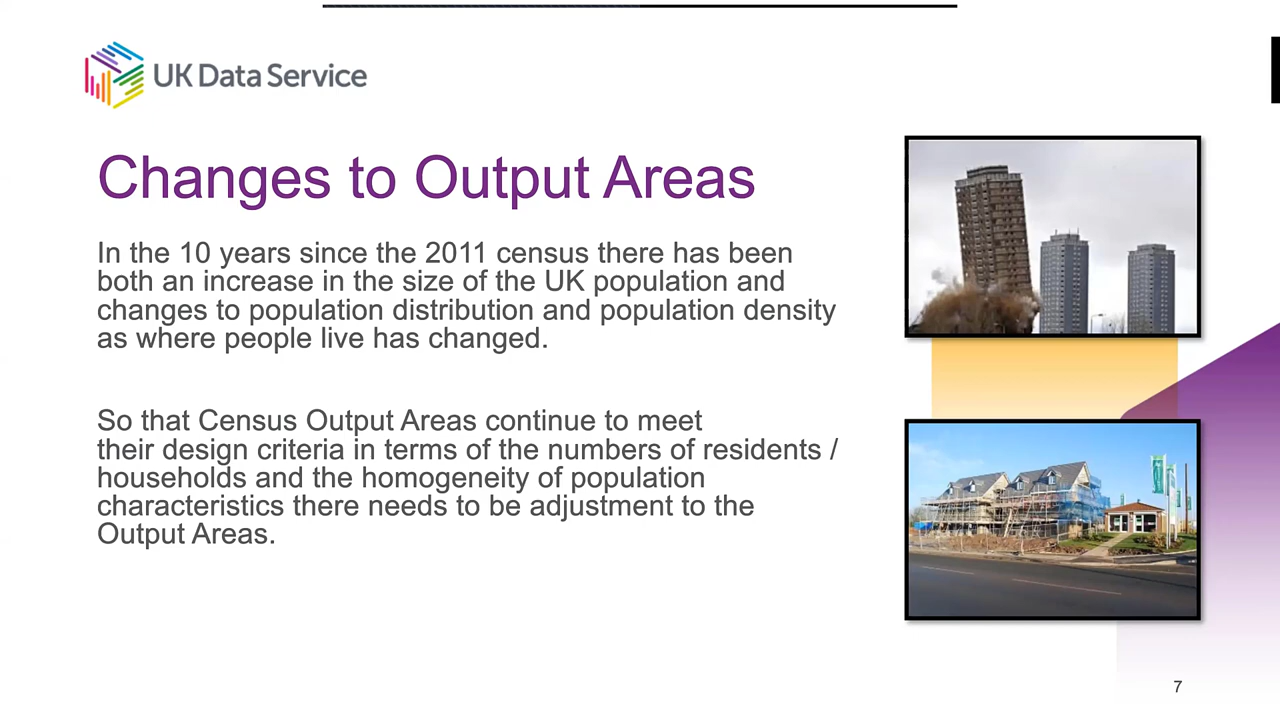 UK Data Service
Changes to Output Areas
In the 10 years since the 2011 census there has been
both an increase in the size of the UK population and
changes to population distribution and population density
as where people live has changed.
So that Census Output Areas continue to meet
their design criteria in terms of the numbers of residents /
households and the homogeneity of population
characteristics there needs to be adjustment to the
Output Areas.
7